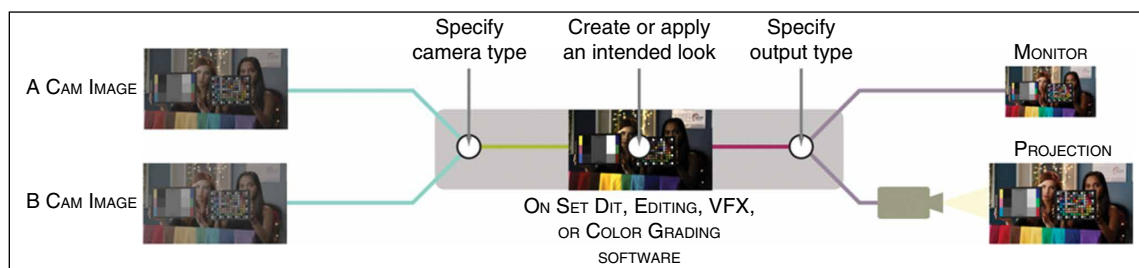 Specify
camera type
Create or apply
an intended look
Specify
output type
MONITOR
A CAM IMAGE
PROJECTION
B CAM IMAGE
ON SET DIT, EDITING, VFX,
OR COLOR GRADING
SOFTWARE